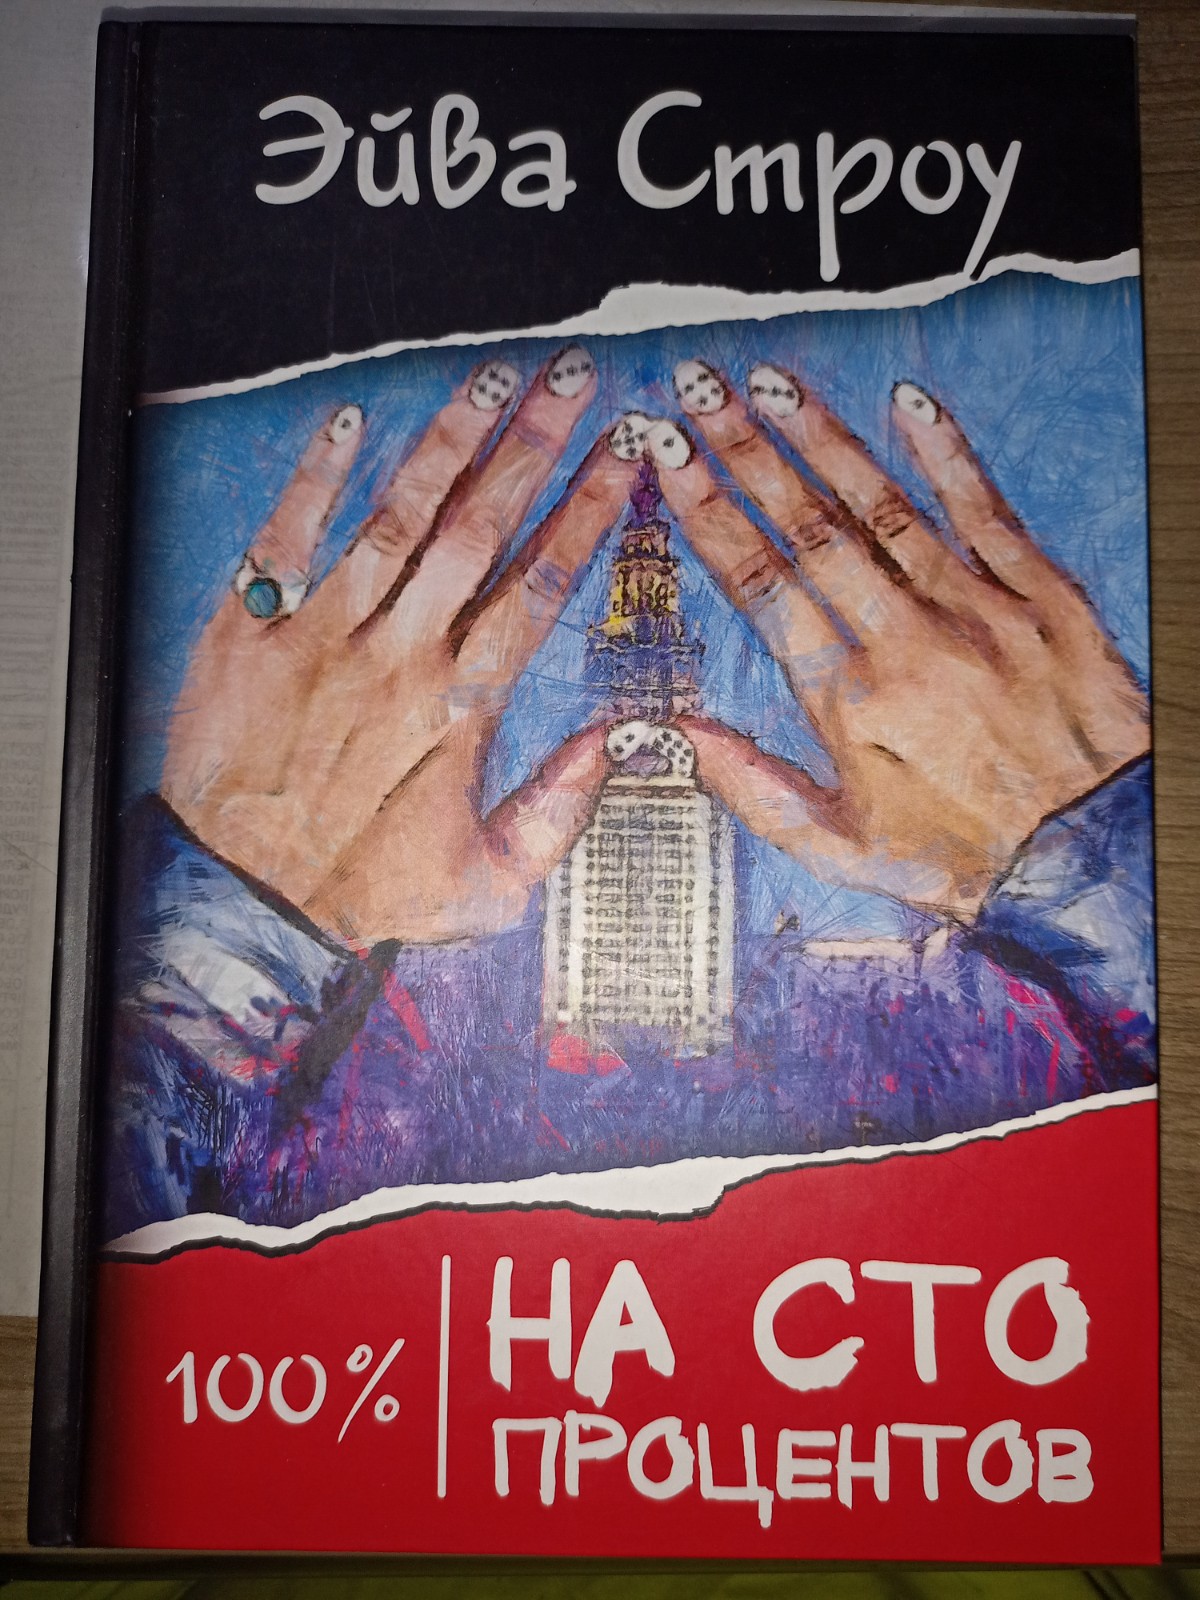 Эйва Строу
100%
НА СТО
ПРОЦЕНТОВ